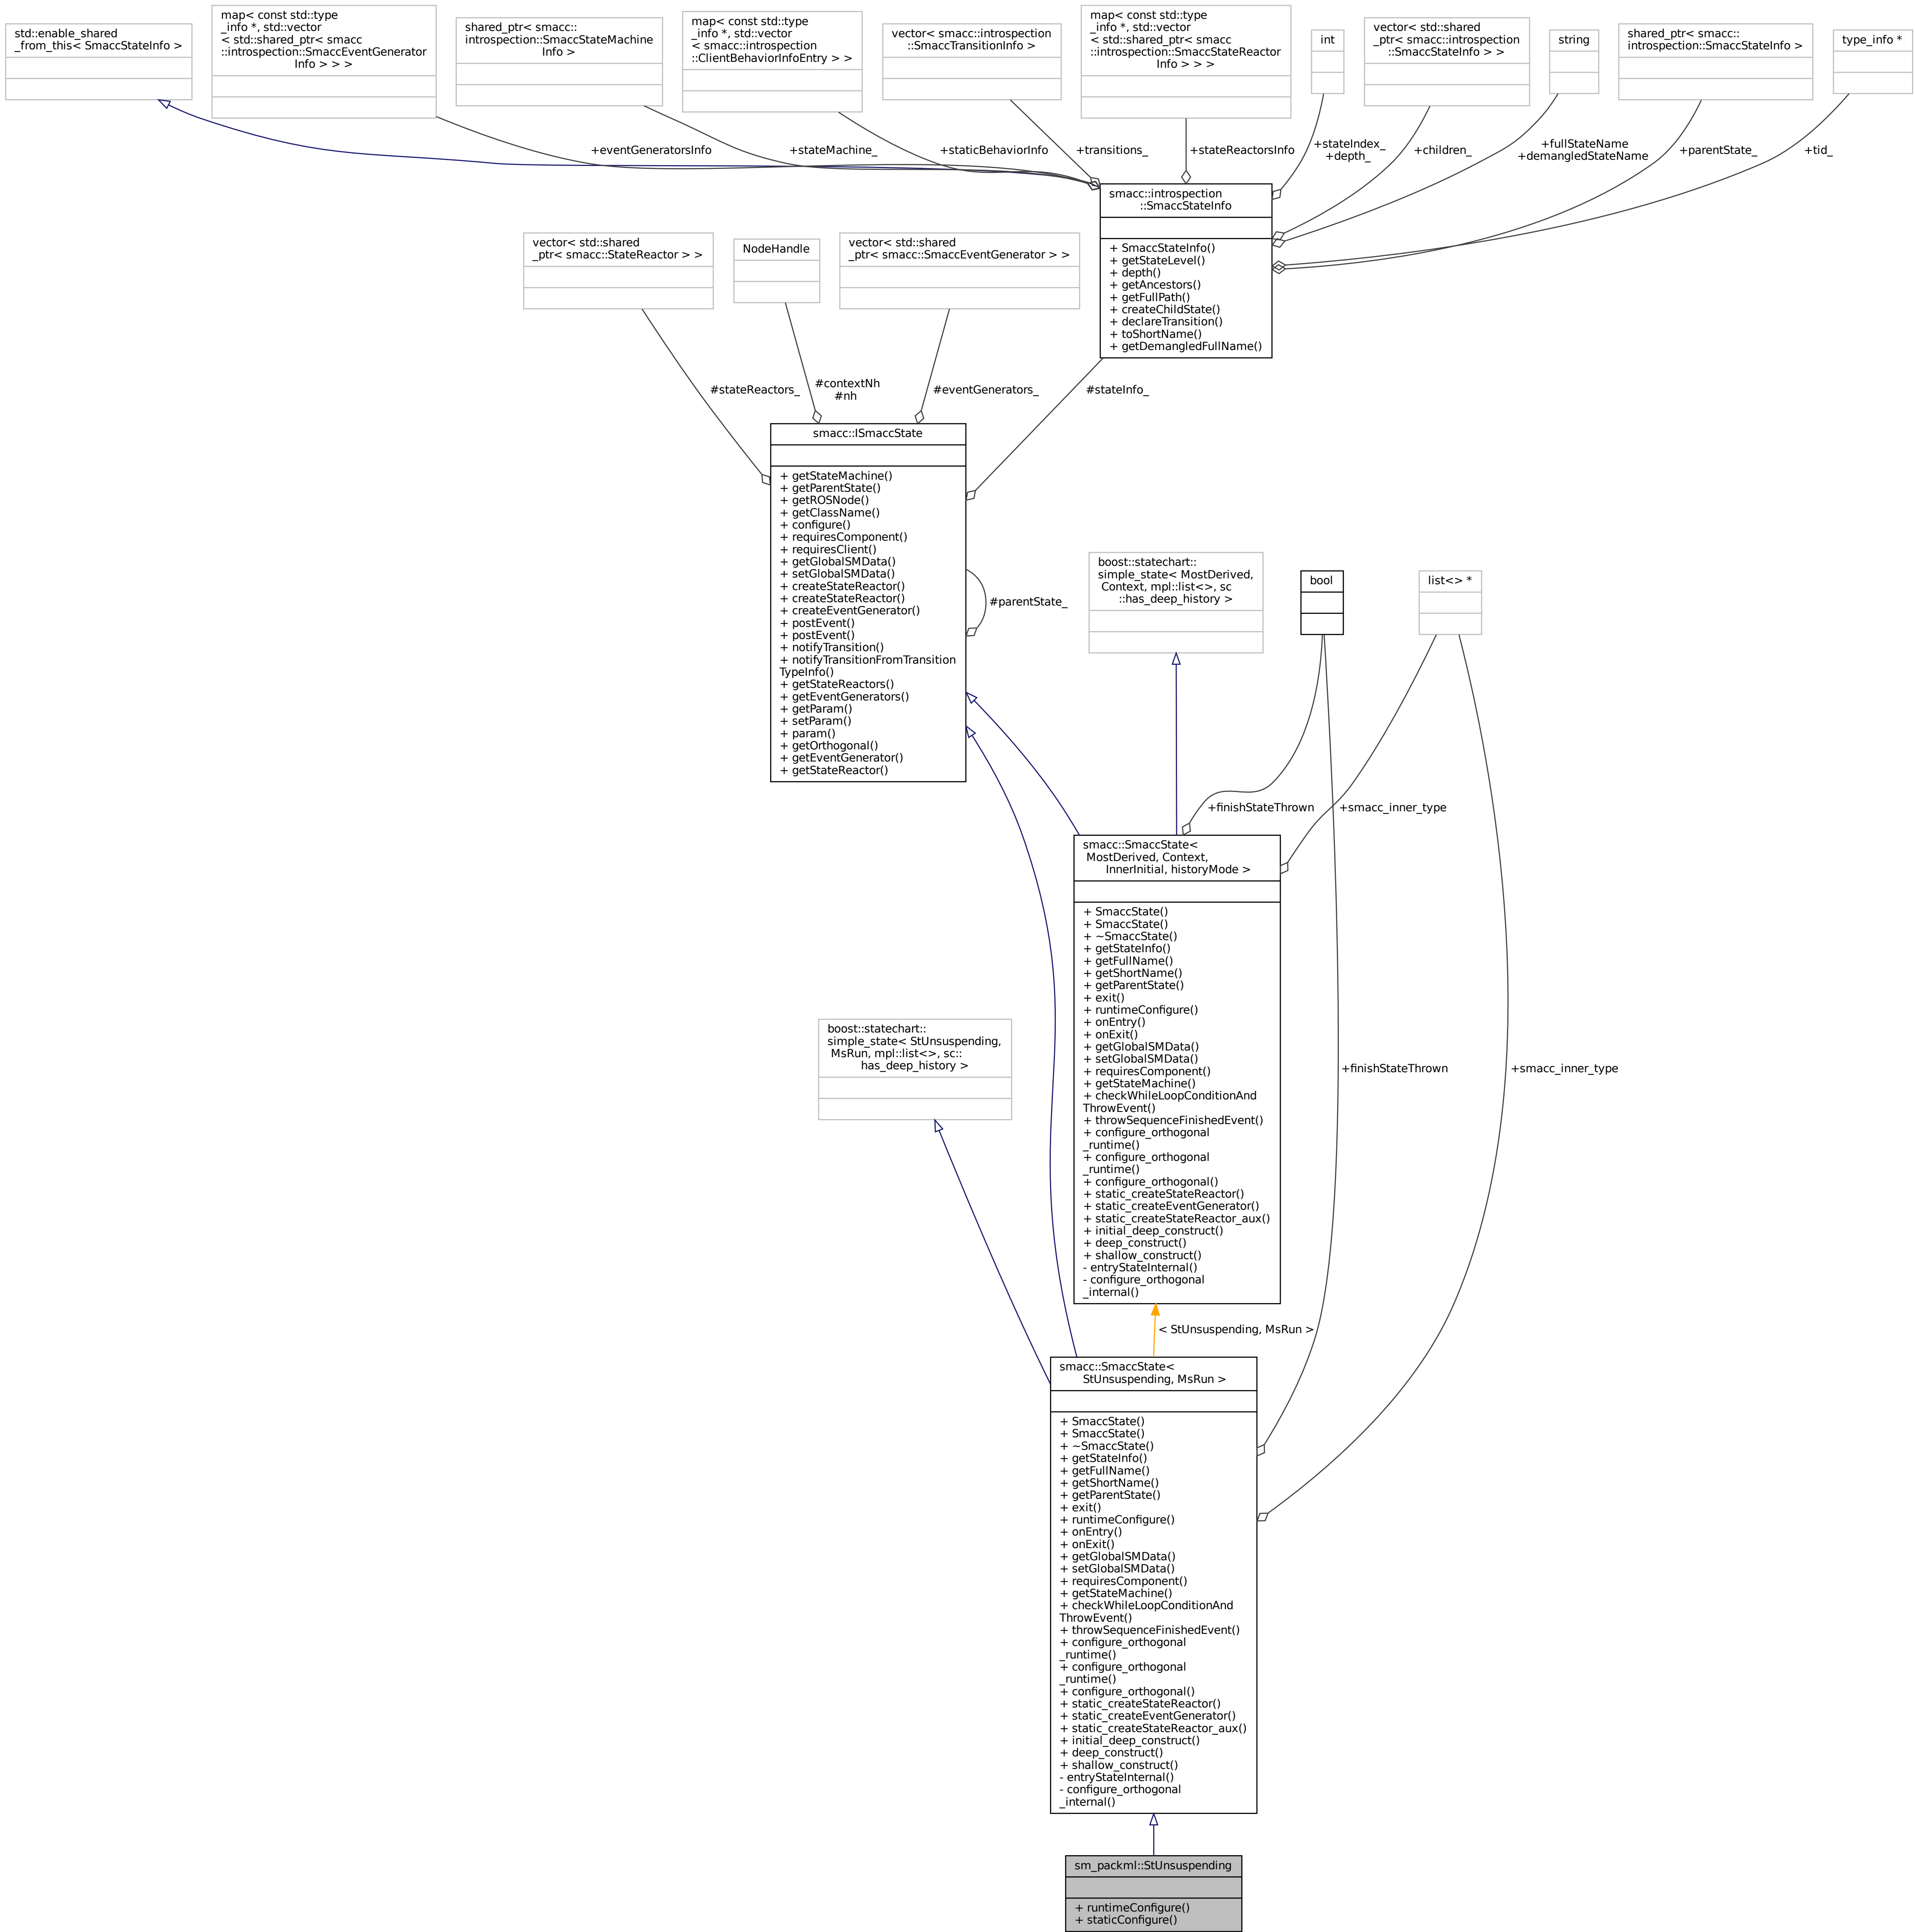 std::enable_shared
_from_this< SmaccStateInfo >
map< const std::type
_info *, std::vector
< std::shared_ptr< smacc
::introspection::SmaccEventGenerator
Info > > >
shared_ptr< smacc::
introspection::SmaccStateMachine
Info >
map< const std::type
_info *, std::vector
< smacc::introspection
::ClientBehaviorInfoEntry > >
vector< smacc::introspection
::SmaccTransitionInfo >
map< const std::type
_info *, std::vector
< std::shared_ptr< smacc
::introspection::SmaccStateReactor
Info > > >
int
vector< std::shared
_ptr< smacc::introspection
::SmaccStateInfo > >
string
shared_ptr< smacc::
introspection::SmaccStateInfo >
type_info *
+eventGeneratorsInfo
+stateMachine_
+staticBehaviorInfo
+transitions_
+stateReactorsInfo
+stateIndex_
+depth_
+children_
+fullStateName
+demangledStateName
+parentState_
+tid_
smacc::introspection
::SmaccStateInfo
+ SmaccStateInfo()
+ getStateLevel()
+ depth()
+ getAncestors()
+ getFullPath()
+ createChildState()
+ declareTransition()
+ toShortName()
+ getDemangledFullName()
vector< std::shared
_ptr< smacc::StateReactor > >
NodeHandle
vector< std::shared
_ptr< smacc::SmaccEventGenerator > >
#stateReactors_
#contextNh
#nh
#eventGenerators_
#stateInfo_
smacc::ISmaccState
+ getStateMachine()
+ getParentState()
+ getROSNode()
+ getClassName()
+ configure()
+ requiresComponent()
+ requiresClient()
+ getGlobalSMData()
+ setGlobalSMData()
+ createStateReactor()
+ createStateReactor()
+ createEventGenerator()
+ postEvent()
+ postEvent()
+ notifyTransition()
+ notifyTransitionFromTransition
TypeInfo()
+ getStateReactors()
+ getEventGenerators()
+ getParam()
+ setParam()
+ param()
+ getOrthogonal()
+ getEventGenerator()
+ getStateReactor()
#parentState_
boost::statechart::
simple_state< MostDerived,
Context, mpl::list<>, sc
::has_deep_history >
bool
list<> *
+finishStateThrown
+smacc_inner_type
smacc::SmaccState<
MostDerived, Context,
InnerInitial, historyMode >
+ SmaccState()
+ SmaccState()
+ ~SmaccState()
+ getStateInfo()
+ getFullName()
+ getShortName()
+ getParentState()
+ exit()
+ runtimeConfigure()
+ onEntry()
+ onExit()
+ getGlobalSMData()
+ setGlobalSMData()
+ requiresComponent()
+ getStateMachine()
+ checkWhileLoopConditionAnd
ThrowEvent()
+ throwSequenceFinishedEvent()
+ configure_orthogonal
_runtime()
+ configure_orthogonal
_runtime()
+ configure_orthogonal()
+ static_createStateReactor()
+ static_createEventGenerator()
+ static_createStateReactor_aux()
+ initial_deep_construct()
+ deep_construct()
+ shallow_construct()
- entryStateInternal()
- configure_orthogonal
_internal()
boost::statechart::
simple_state< StUnsuspending,
MsRun, mpl::list<>, sc::
has_deep_history >
+finishStateThrown
+smacc_inner_type
< StUnsuspending, MsRun >
smacc::SmaccState<
StUnsuspending, MsRun >
+ SmaccState()
+ SmaccState()
+ ~SmaccState()
+ getStateInfo()
+ getFullName()
+ getShortName()
+ getParentState()
+ exit()
+ runtimeConfigure()
+ onEntry()
+ onExit()
+ getGlobalSMData()
+ setGlobalSMData()
+ requiresComponent()
+ getStateMachine()
+ checkWhileLoopConditionAnd
ThrowEvent()
+ throwSequenceFinishedEvent()
+ configure_orthogonal
_runtime()
+ configure_orthogonal
_runtime()
+ configure_orthogonal()
+ static_createStateReactor()
+ static_createEventGenerator()
+ static_createStateReactor_aux()
+ initial_deep_construct()
+ deep_construct()
+ shallow_construct()
- entryStateInternal()
- configure_orthogonal
_internal()
sm_packml::StUnsuspending
+ runtimeConfigure()
+ staticConfigure()